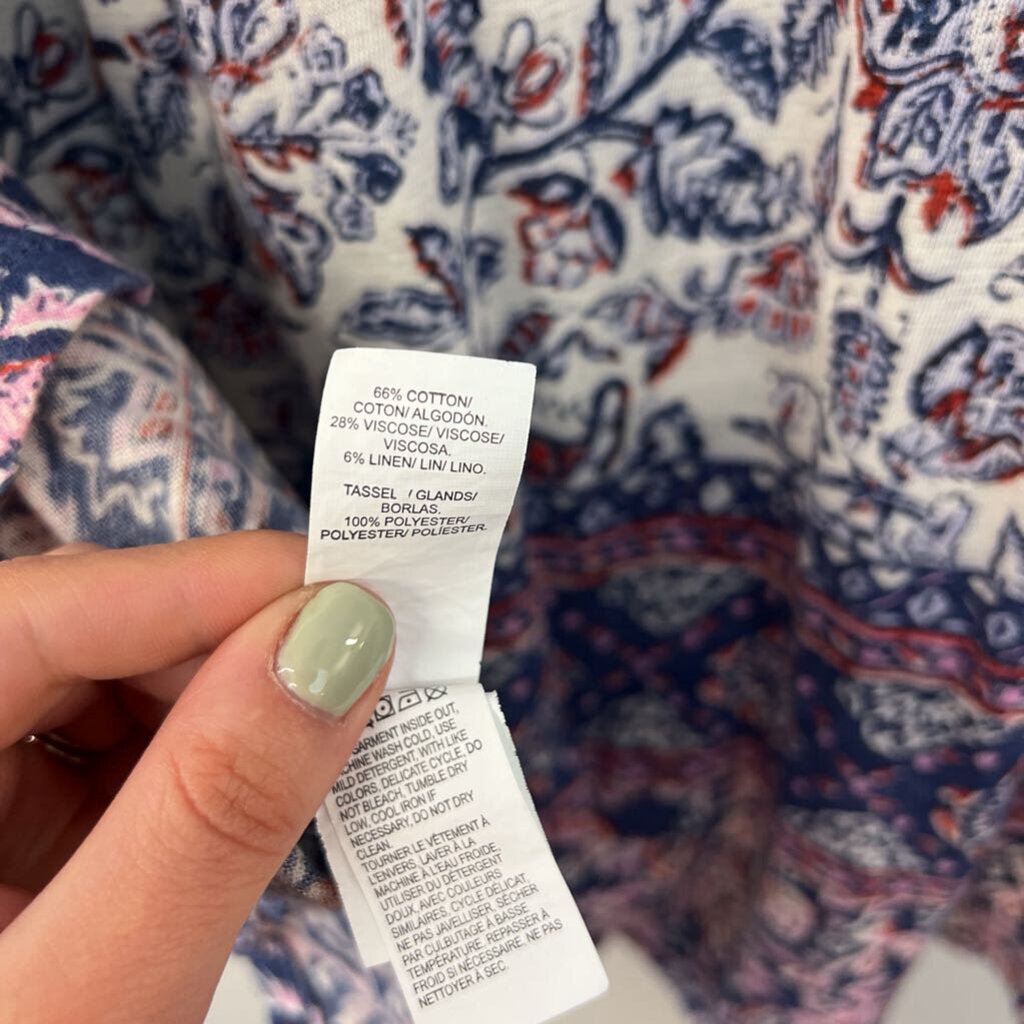 66% COTTON/
COTON/ ALGODÓN.
28% VISCOSE/ VISCOSE/
VISCOSA.
6% LINEN/ LIN/ LINO.
TASSEL / GLANDS/
BORLAS.
100% POLYESTER/
POLYESTER/ POLIÉSTER.
GARMENT INSIDE OUT,
WASH COLD, USE
MILD DETERGENT, WITH LIKE
COLORS, DELICATE CYCLE, DO
NOT BLEACH, TUMBLE DRY
LOW, COOL IRON IF
NECESSARY, DO NOT DRY
CLEAN.
TOURNER LE VÊTEMENT À
L'ENVERS, LAVER À LA
MACHINE À L'EAU FROIDE,
UTILISER DU DÉTERGENT
DOUX, AVEC COULEURS
SIMILAIRES, CYCLE DÉLICAT,
NE PAS JAVELLISER, SÉCHER
PAR CULBUTAGE À BASSE
TEMPÉRATURE, REPASSER À
FROID SI NÉCESSAIRE, NE PAS
NETTOYER À SEC.